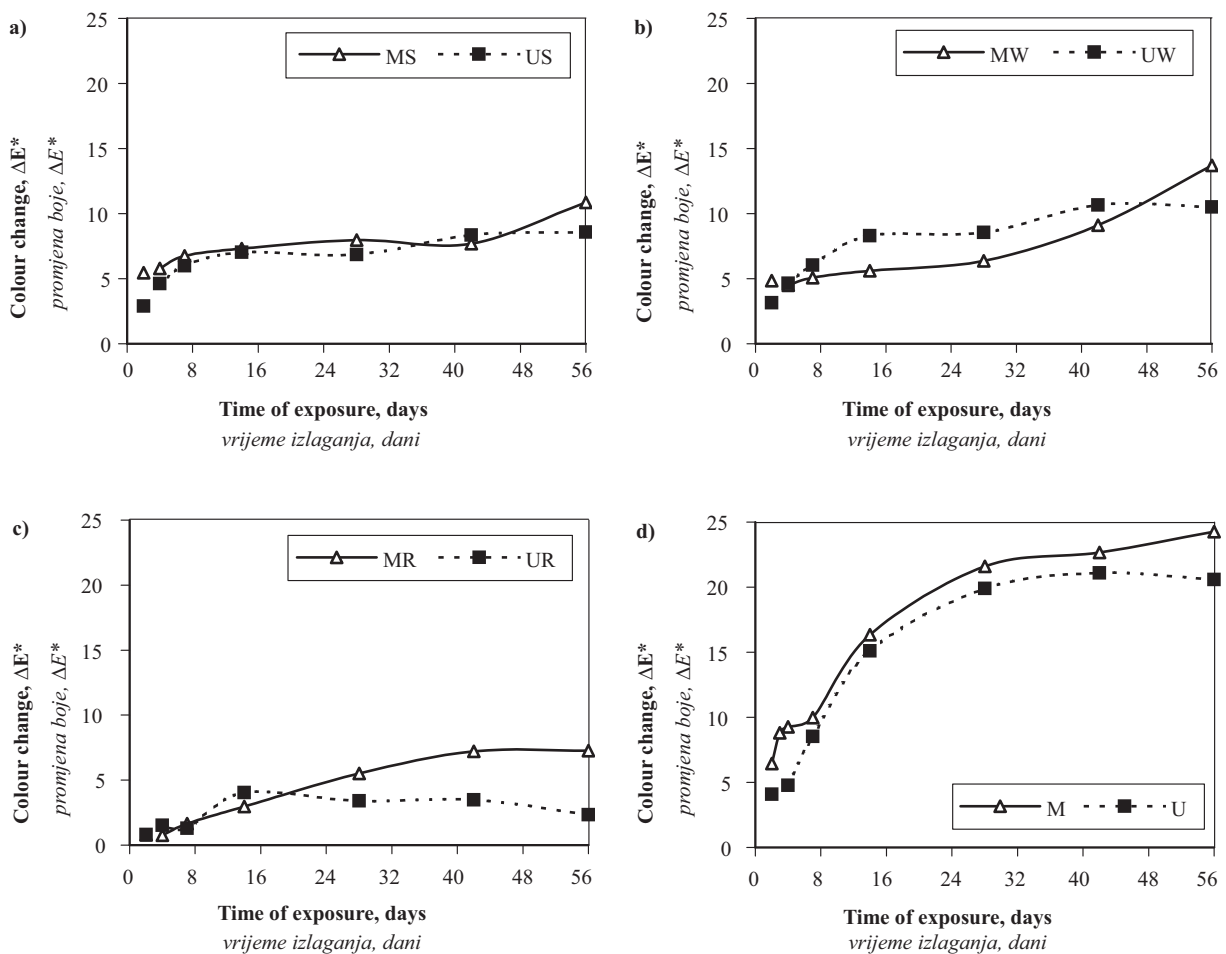 a)
MS US
25
20
15
10
5
0
Colour change, ΔE*
promjena boje, ΔE*
0 8 16 24 32 40 48 56
Time of exposure, days
vrijeme izlaganja, dani
b)
MW UW
25
20
15
10
5
0
Colour change, ΔE*
promjena boje, ΔE*
0 8 16 24 32 40 48 56
Time of exposure, days
vrijeme izlaganja, dani
c)
MR UR
25
20
15
10
5
0
Colour change, ΔE*
promjena boje, ΔE*
0 8 16 24 32 40 48 56
Time of exposure, days
vrijeme izlaganja, dani
d)
25
20
15
10
5
0
M U
Colour change, ΔE*
promjena boje, ΔE*
0 8 16 24 32 40 48 56
Time of exposure, days
vrijeme izlaganja, dani